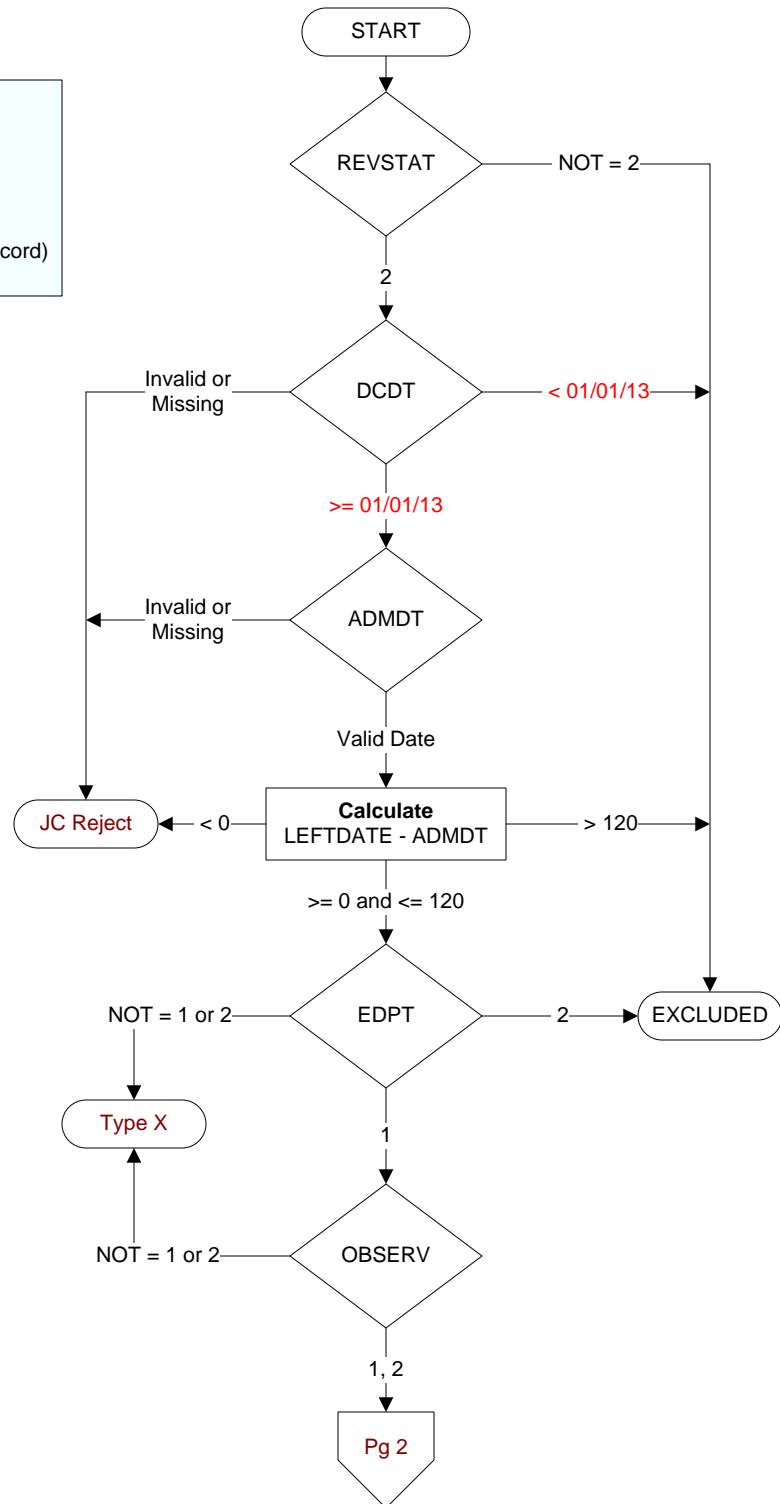 START
REVSTAT
NOT = 2
cord)
2
Invalid or
Missing
DCDT
< 01/01/13
>= 01/01/13
Invalid or
Missing
ADMDT
Valid Date
JC Reject
< 0
Calculate
LEFTDATE - ADMDT
> 120
>= 0 and <= 120
NOT = 1 or 2
EDPT
2
EXCLUDED
Type X
1
NOT = 1 or 2
OBSERV
1, 2
Pg 2